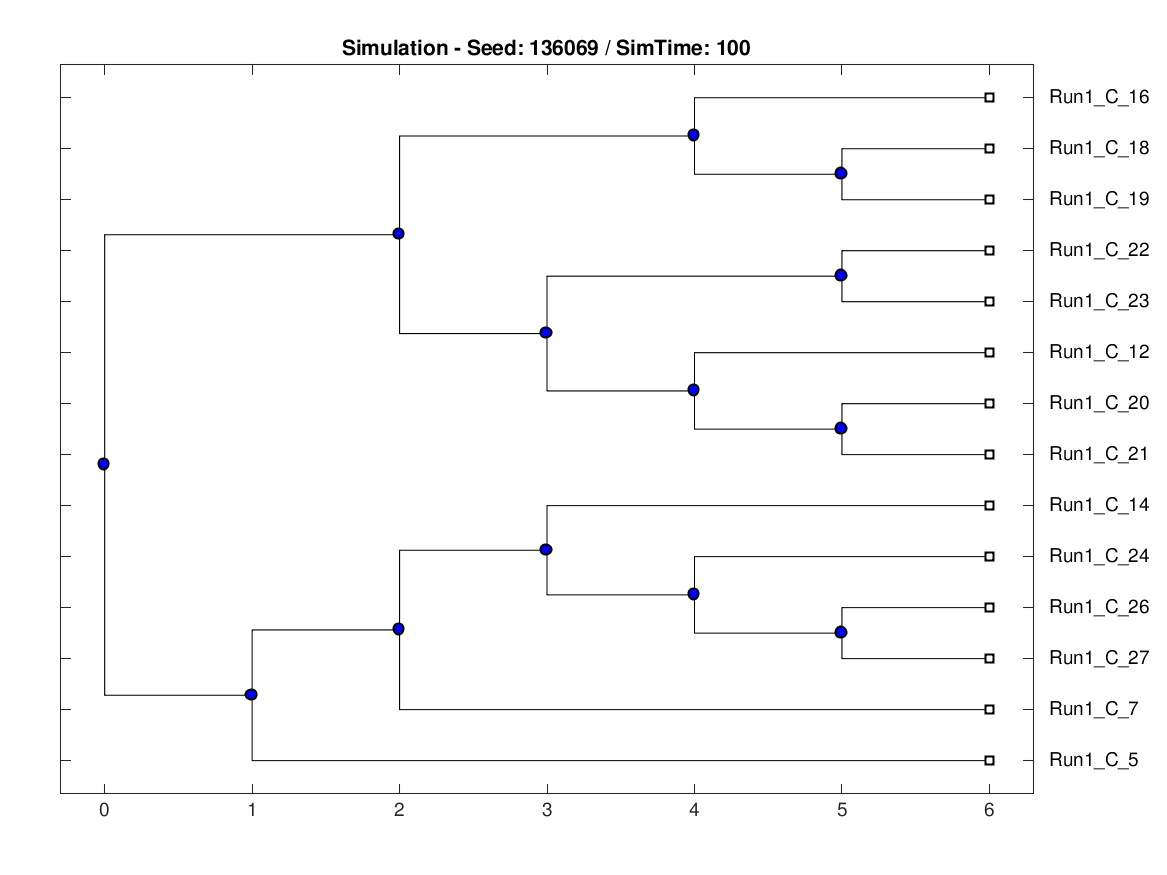 Simulation - Seed: 136069 / SimTime: 100
Run1_C_16
Run1_C_18
Run1_C_19
Run1_C_22
Run1_C_23
Run1_C_12
Run1_C_20
Run1_C_21
Run1_C_14
Run1_C_24
Run1_C_26
Run1_C_27
Run1_C_7
Run1_C_5
0 1 2 3 4 5 6